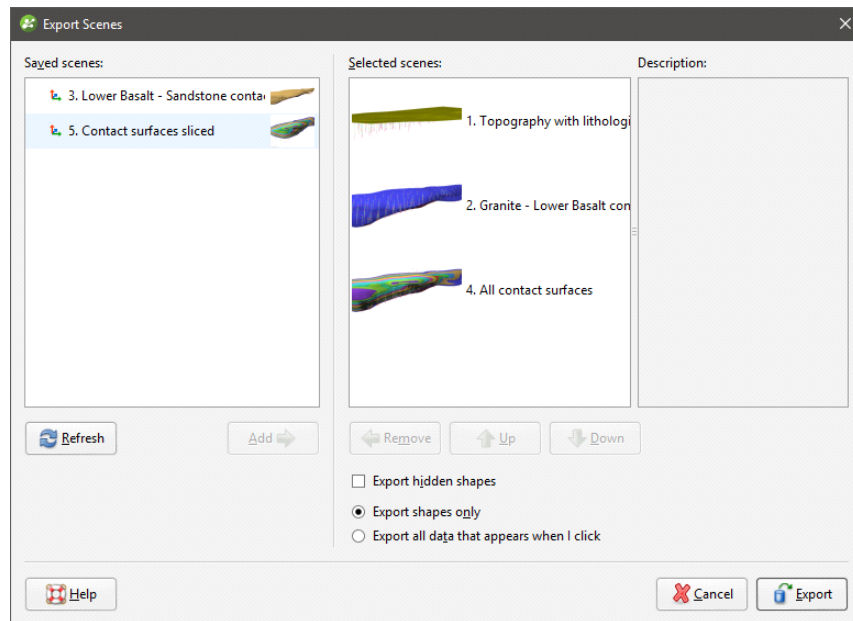 Export Scenes
Saved scenes:
3. Lower Basalt - Sandstone conta
5. Contact surfaces sliced
Refresh
Add
Selected scenes:
1. Topography with lithologi
2. Granite - Lower Basalt con
4. All contact surfaces
Remove
Up
Down
Export hidden shapes
Export shapes only
Export all data that appears when I click
Description:
Help
Cancel
Export